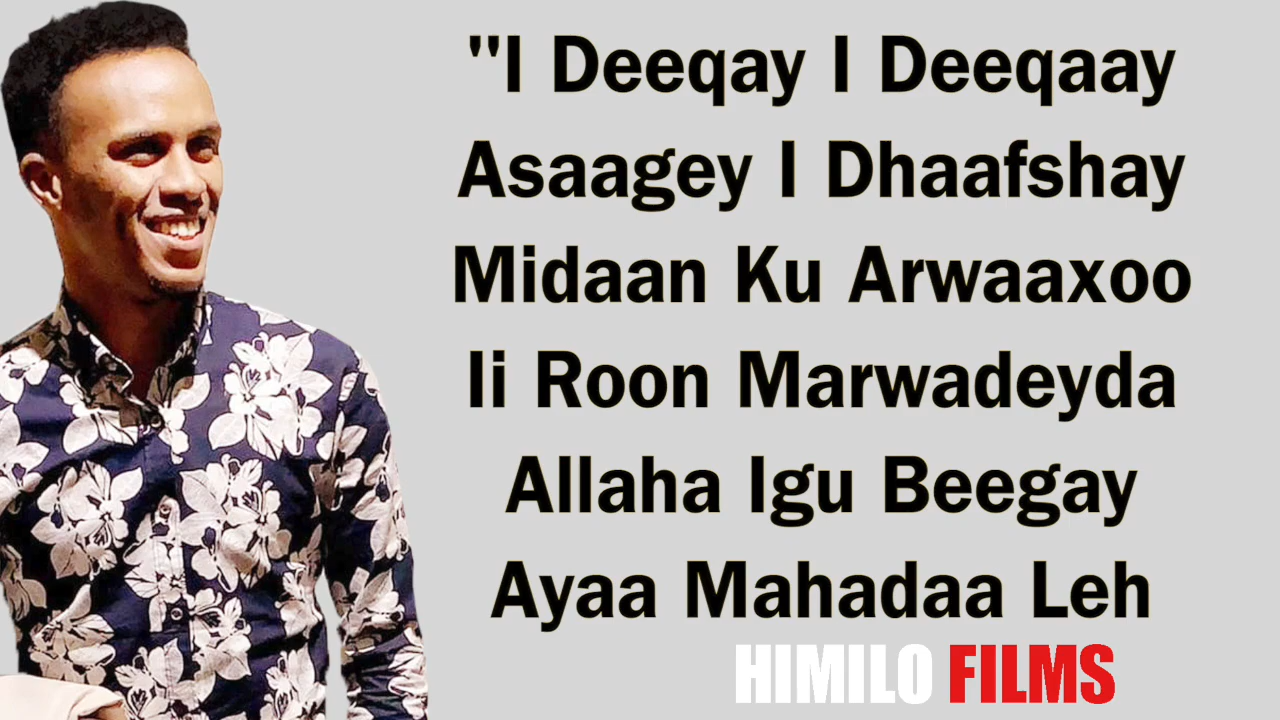 "I Deeqay I Deeqaay
Asaagey I Dhaafshay
Midaan Ku Arwaaxoo
Ii Roon Marwadeyda
Allaha Igu Beegay
Ayaa Mahadaa Leh
HIMILO FILMS